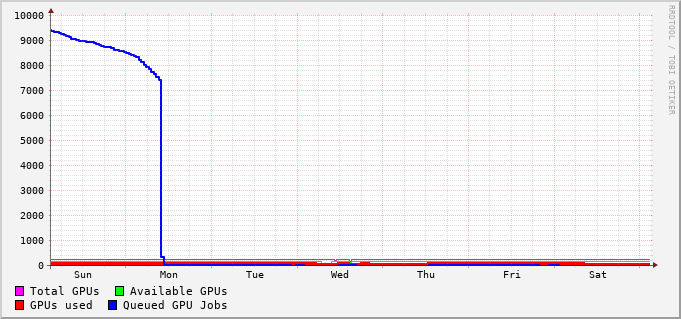 10000
9000
8000
7000
6000
5000
4000
3000
2000
1000
0
Sun Mon Tue Wed Thu Fri Sat
Total GPUs Available GPUs
GPUs used Queued GPU Jobs
RRDTOOL / TOBI OETIKER